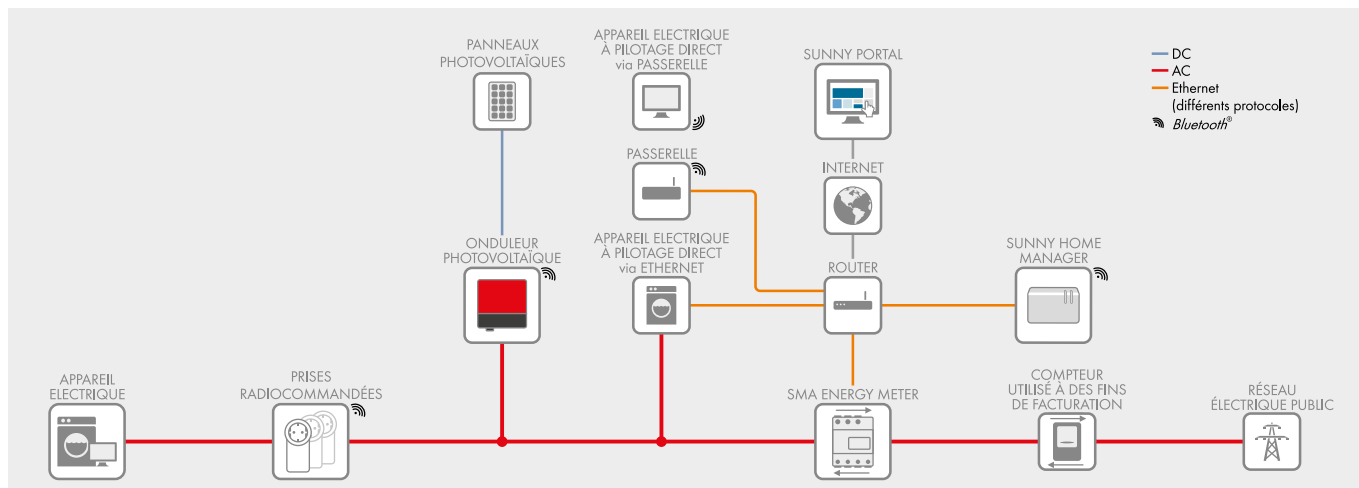 PANNEAUX
PHOTOVOLTAÏQUES
APPAREIL ELECTRIQUE
À PILOTAGE DIRECT
via PASSERELLE
SUNNY PORTAL
DC
AC
Ethernet
(différents protocoles)
Bluetooth®
PASSERELLE
INTERNET
ONDULEUR
PHOTOVOLTAÏQUE
APPAREIL ELECTRIQUE
À PILOTAGE DIRECT
via ETHERNET
ROUTER
SUNNY HOME
MANAGER
APPAREIL
ELECTRIQUE
PRISES
RADIOCOMMANDÉES
SMA ENERGY METER
COMPTEUR
UTILISÉ À DES FINS
DE FACTURATION
RÉSEAU
ÉLECTRIQUE PUBLIC